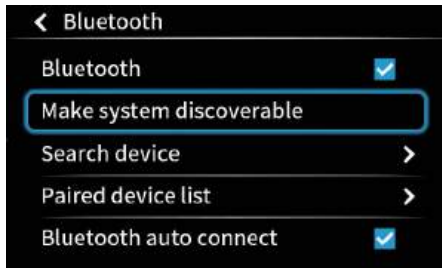 Bluetooth
Bluetooth
Make system discoverable
Search device
Paired device list
Bluetooth auto connect